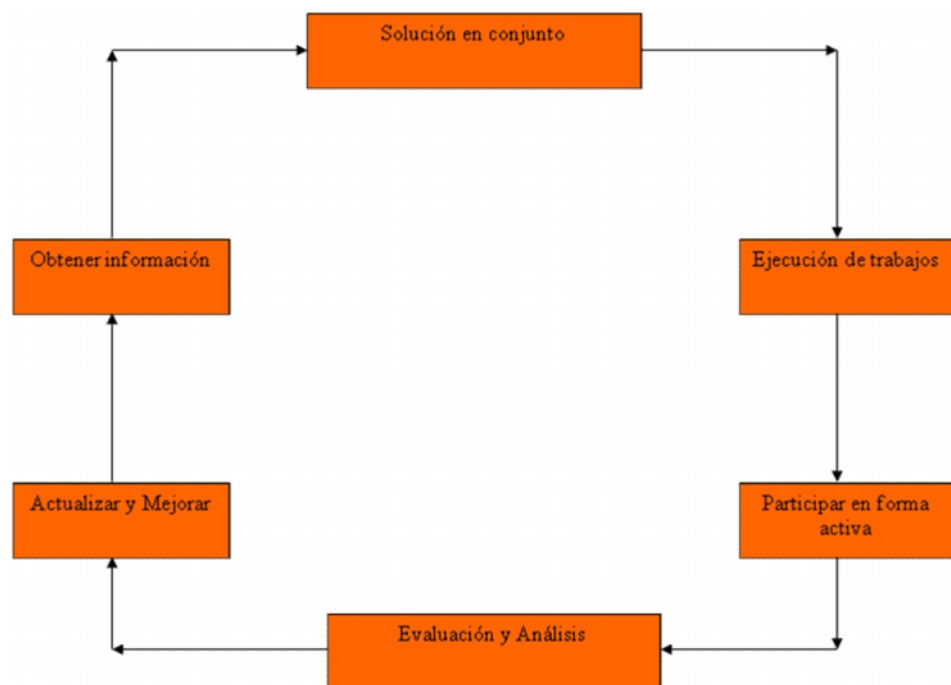 Solución en conjunto
Obtener información
Ejecución de trabajos
Actualizar y Mejorar
Participar en forma
activa
Evaluación y Análisis